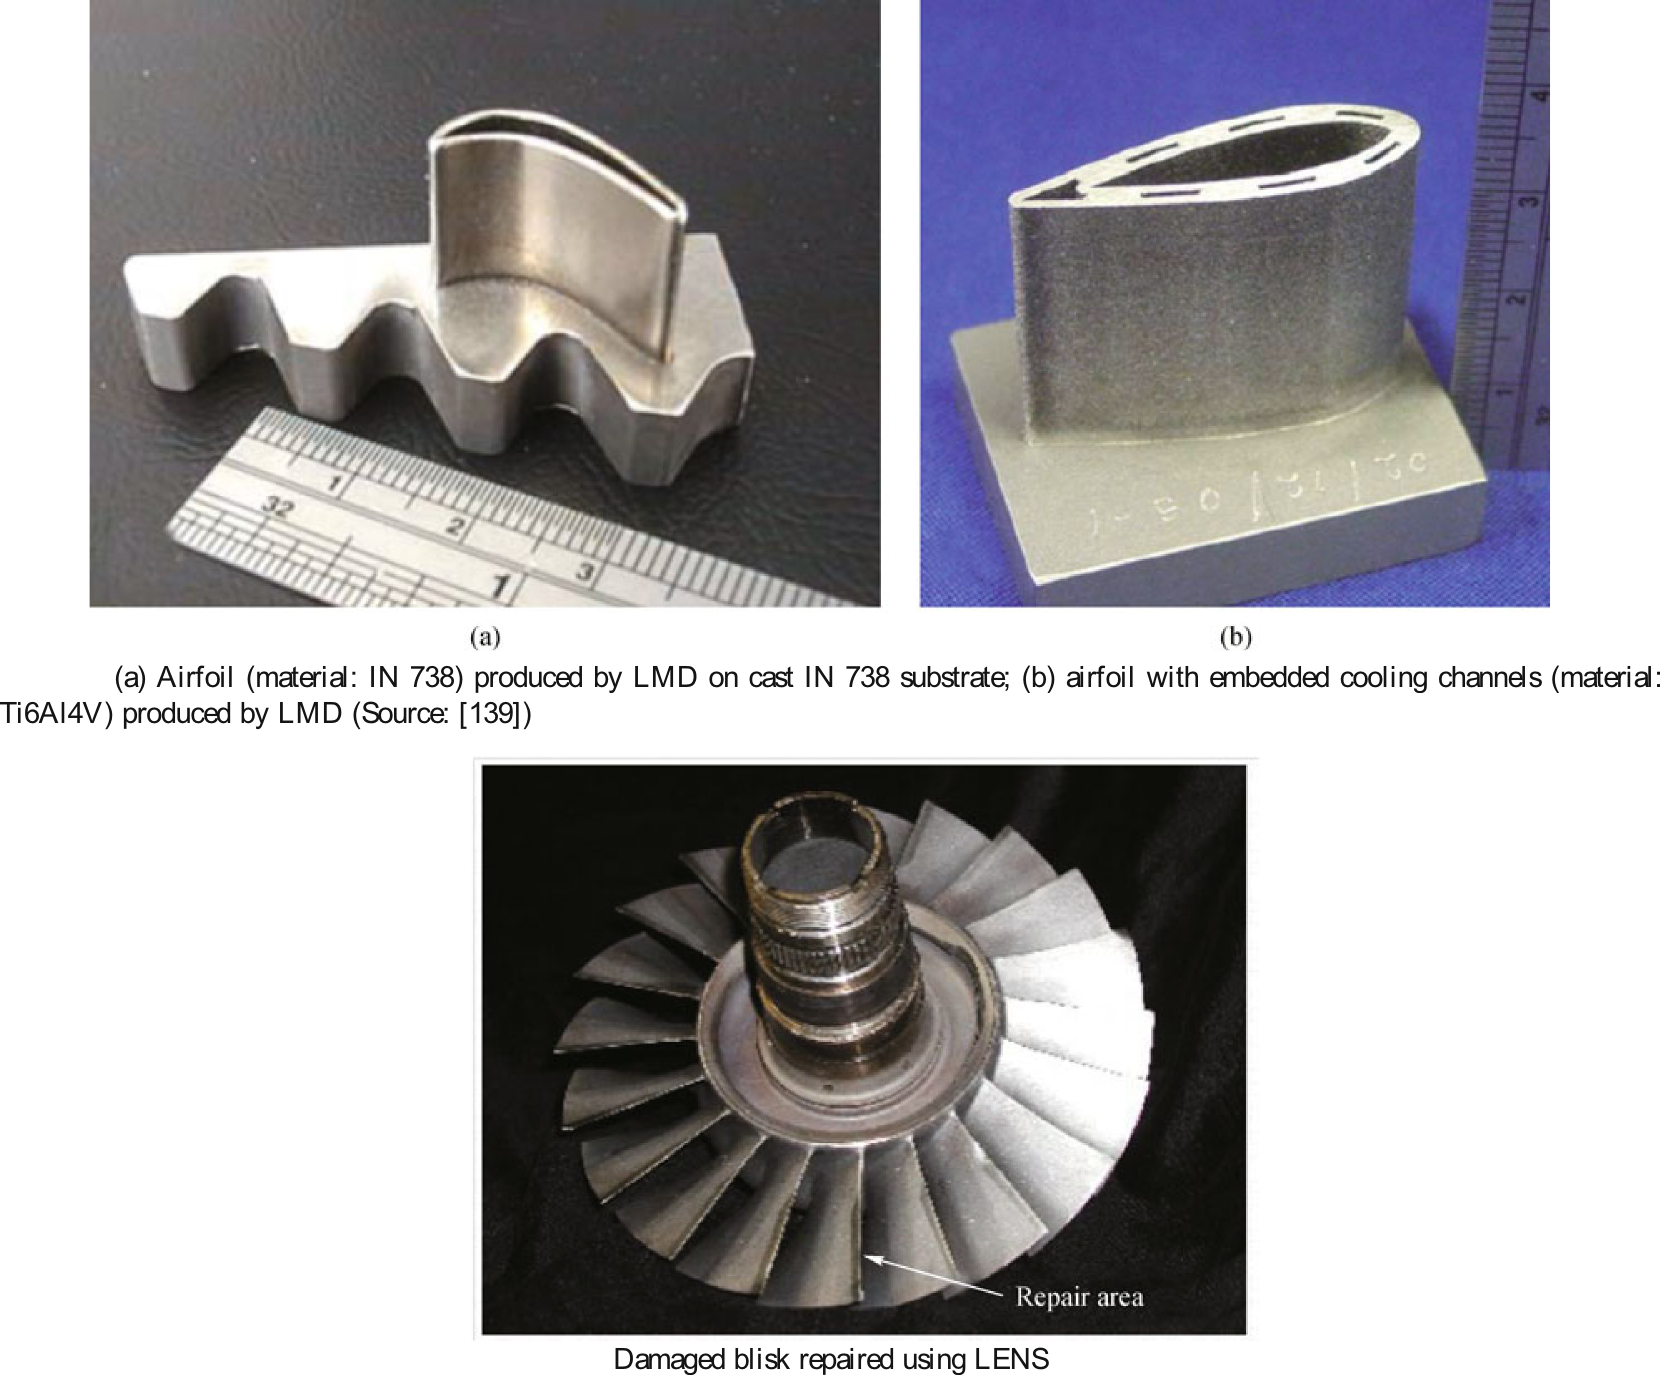 1
32
2
1
3
4
3
2
1
32
(a)
(b)
(a) Airfoil (material: IN 738) produced by LMD on cast IN 738 substrate; (b) airfoil with embedded cooling channels (material:
Ti6Al4V) produced by LMD (Source: [139])
Repair area
Damaged blisk repaired using LENS